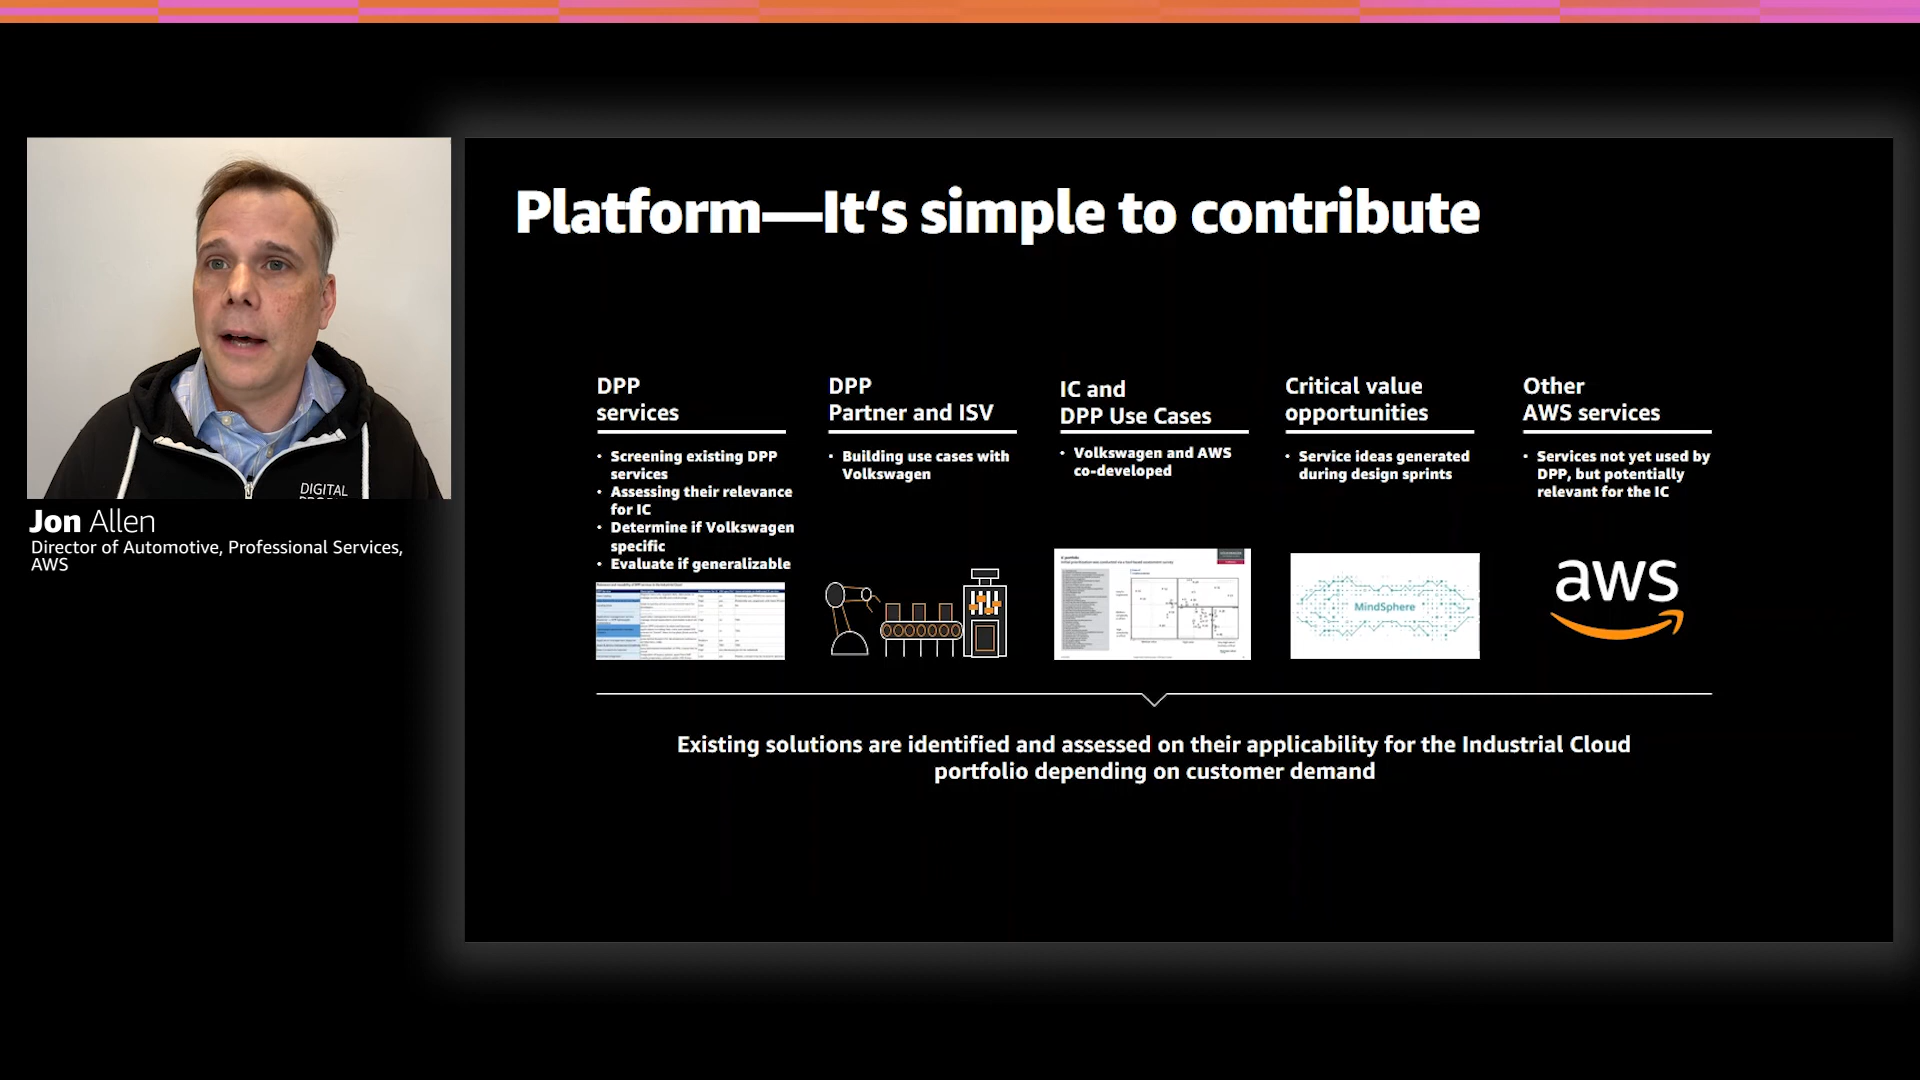 Platform—It‘s simple to contribute
DPP
services
• Screening existing DPP
services
• Assessing their relevance
for IC
• Determine if Volkswagen
specific
• Evaluate if generalizable
DPP
Partner and ISV
• Building use cases with
Volkswagen
IC and
DPP Use Cases
• Volkswagen and AWS
co-developed
Critical value
opportunities
• Service ideas generated
during design sprints
MindSphere
Other
AWS services
• Services not yet used by
DPP, but potentially
relevant for the IC
aws
Existing solutions are identified and assessed on their applicability for the Industrial Cloud
portfolio depending on customer demand
DIGITAL
Jon Allen
Director of Automotive, Professional Services,
AWS